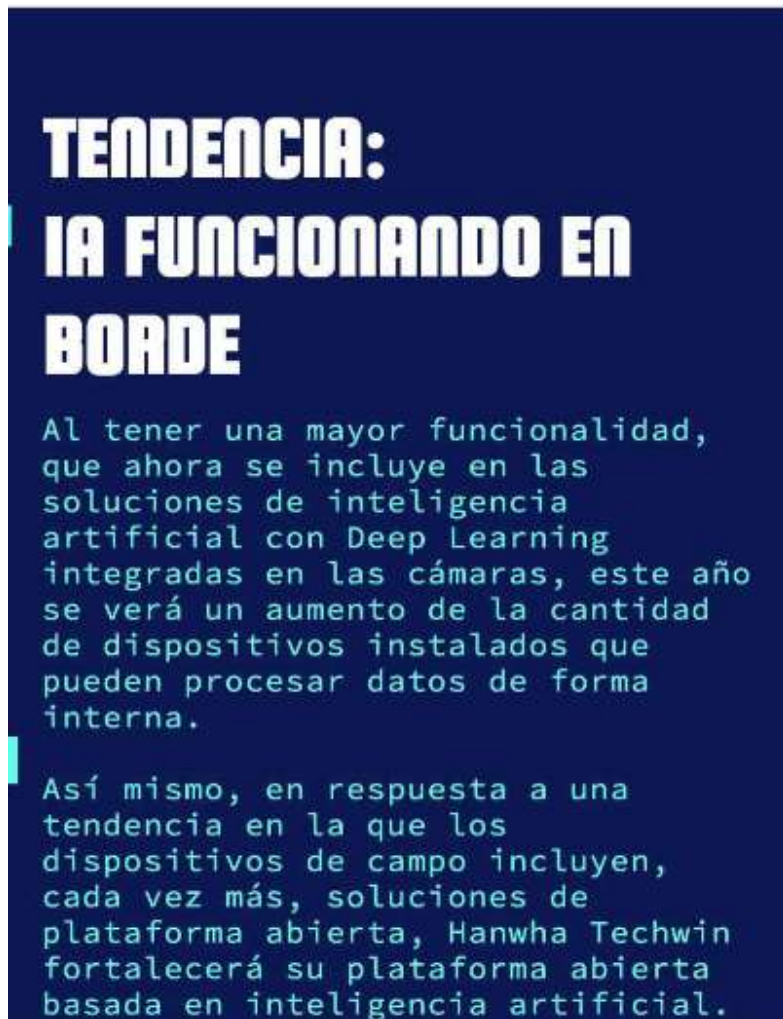 TENDENCIA:
IA FUNCIONANDO EN
BORDE
Al tener una mayor funcionalidad,
que ahora se incluye en las
soluciones de inteligencia
artificial con Deep Learning
integradas en las cámaras, este año
se verá un aumento de la cantidad
de dispositivos instalados que
pueden procesar datos de forma
interna.
Así mismo, en respuesta a una
tendencia en la que los
dispositivos de campo incluyen,
cada vez más, soluciones de
plataforma abierta, Hanwha Techwin
fortalecerá su plataforma abierta
basada en inteligencia artificial.